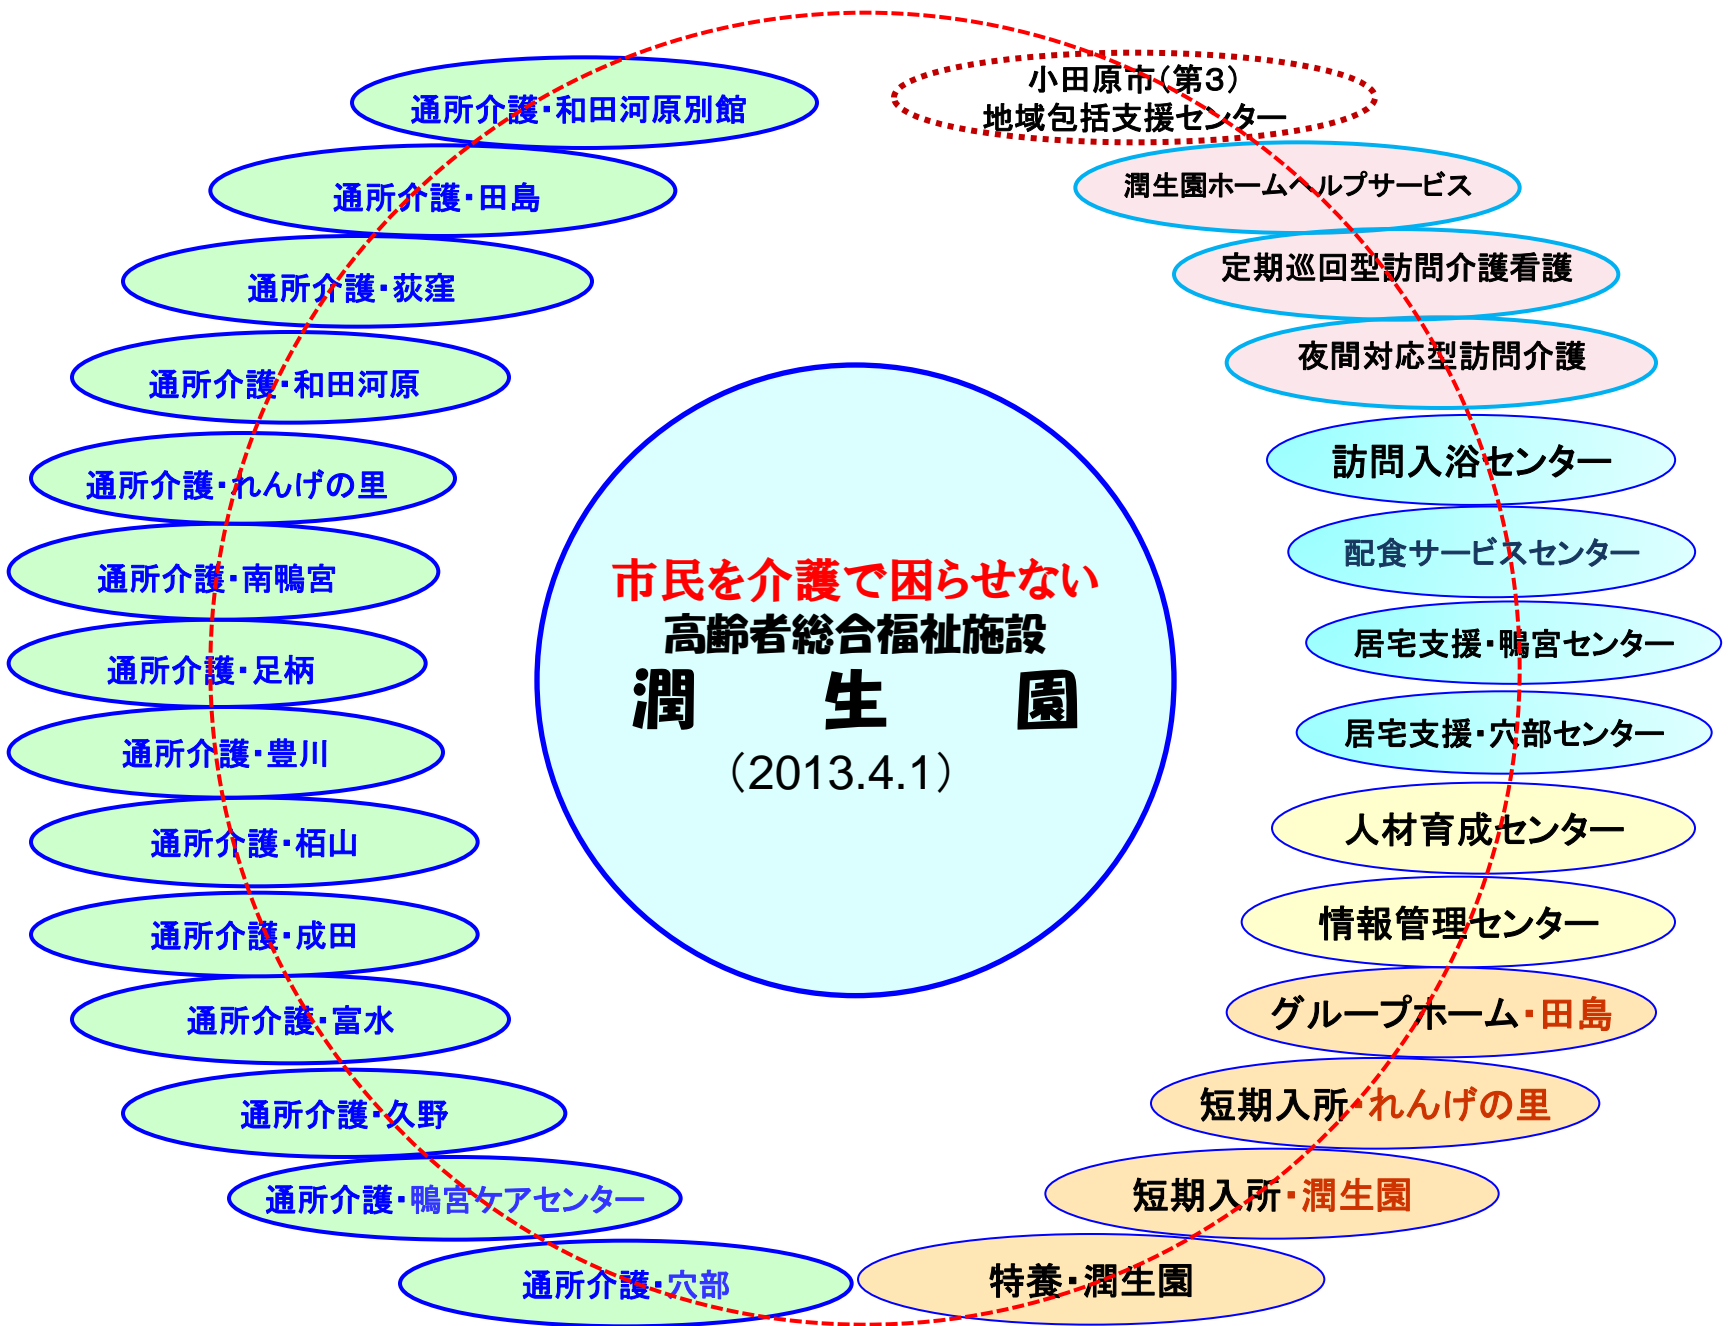 通所介護・和田河原別館
通所介護・田島
通所介護・荻窪
通所介護・和田河原
通所介護・れんげの里
通所介護・南鴨宮
通所介護・足柄
通所介護・豊川
通所介護・栢山
通所介護・成田
通所介護・富水
通所介護・久野
通所介護・鴨宮ケアセンター
通所介護・穴部
市民を介護で困らせない
高齢者総合福祉施設
潤　生　園
（2013.4.1）
小田原市（第３）
地域包括支援センター
潤生園ホームヘルプサービス
定期巡回型訪問介護看護
夜間対応型訪問介護
訪問入浴センター
配食サービスセンター
居宅支援・鴨宮センター
居宅支援・穴部センター
人材育成センター
情報管理センター
グループホーム・田島
短期入所・れんげの里
短期入所・潤生園
特養・潤生園